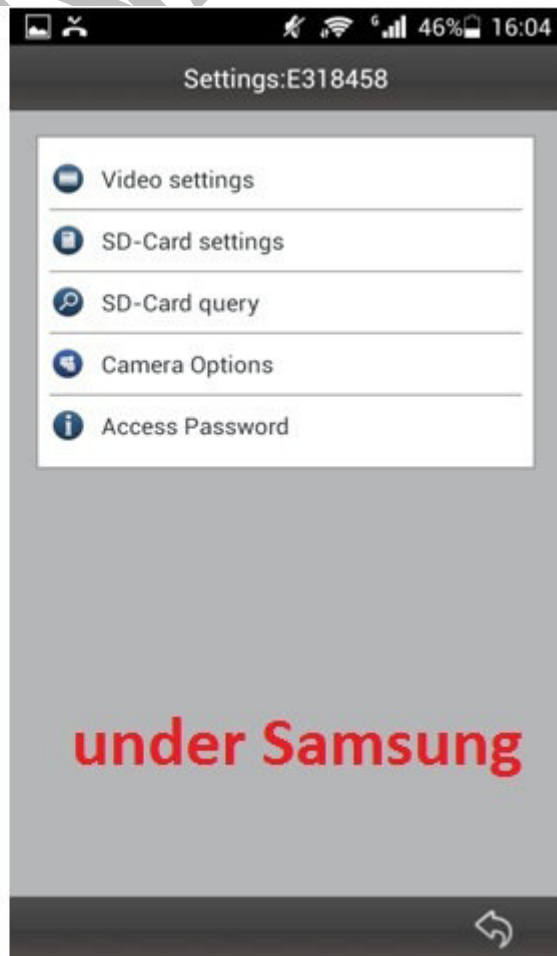 46% 16:04
Settings:E318458
Video settings
SD-Card settings
SD-Card query
Camera Options
Access Password
under Samsung